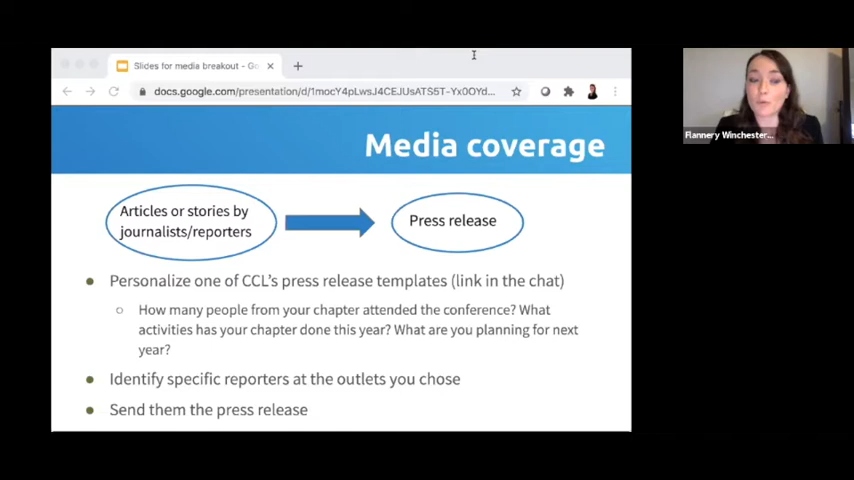 Slides for media breakout - Go
docs.google.com/presentation/d/1mocY4pLwsJ4CEJUsATS5T-Yx0OYd...
Media coverage
Articles or stories by
journalists/reporters
Press release
Personalize one of CCL's press release templates (link in the chat)
How many people from your chapter attended the conference? What
activities has your chapter done this year? What are you planning for next
year?
Identify specific reporters at the outlets you chose
Send them the press release
Flannery Winchester...